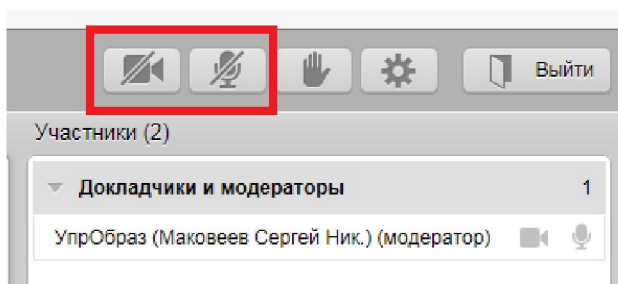 Выйти
Участники (2)
Докладчики и модераторы 1
УпрОбраз (Маковеев Сергей Ник.) (модератор)